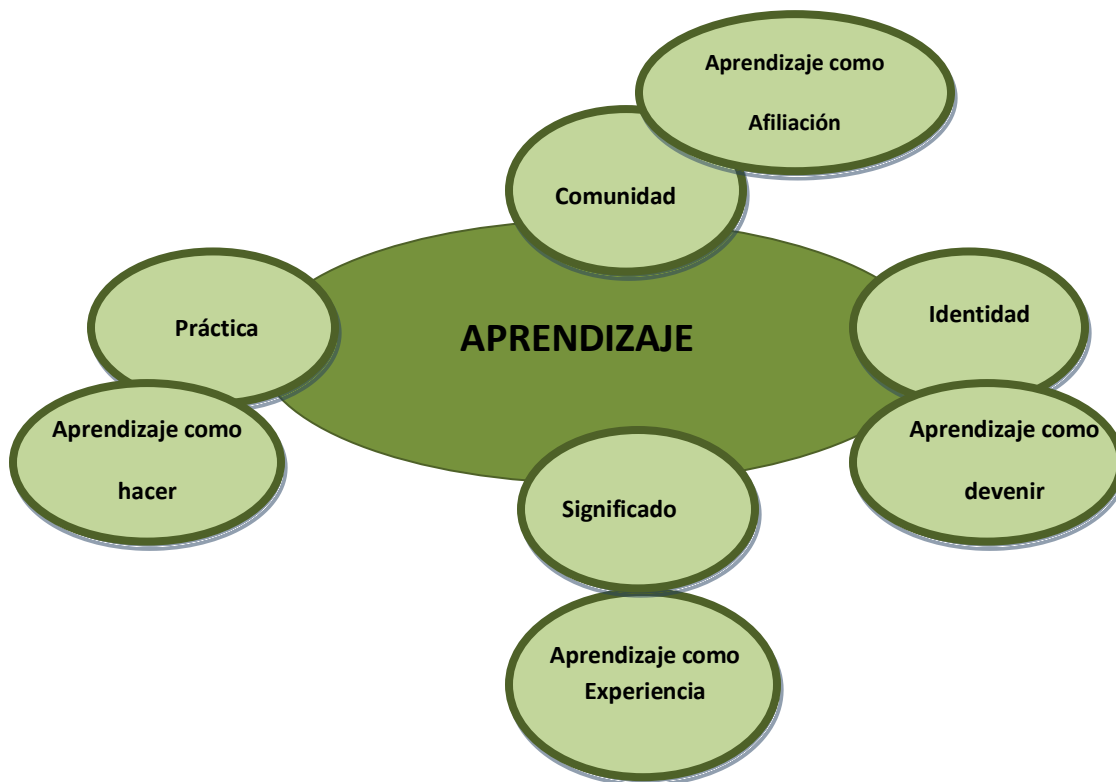 Aprendizaje como
Afiliación
Comunidad
Práctica
APRENDIZAJE
Identidad
Aprendizaje como
hacer
Aprendizaje como
devenir
Significado
Aprendizaje como
Experiencia